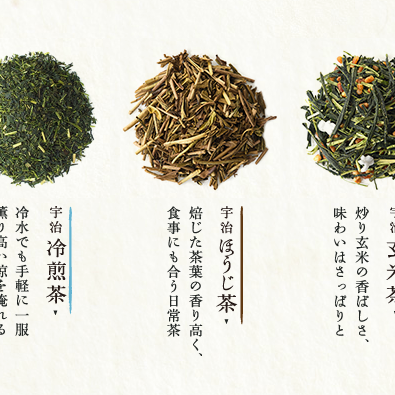 宇治 玄米茶
炒り玄米の香ばしさ、
味わいはさっぱりと
宇治 ほうじ茶
焙じた茶葉の香り高く、
食事にも合う日常茶
宇治 冷煎茶
冷水でも手軽に一服
薫り高い涼を淹れる